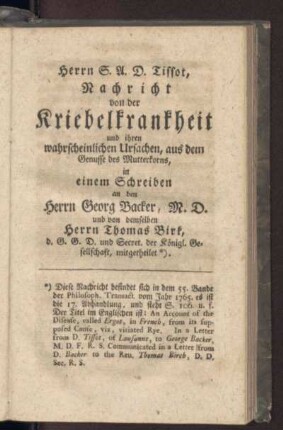 Herrn S. A. D. Tissot,
Nachricht
von der
Kriebelkrankheit
und ihren
wahrscheinlichen Ursachen, aus dem
Genusse des Mutterkorns,
in
einem Schreiben
an den
Herrn Georg Backer, M. D.
und von demselben
Herrn Thomas Birk,
d. G. G. D. und Secret. der Königl. Ge-
sellschaft, mitgetheilet *).
*) Diese Nachricht befindet sich in dem 55. Bande
der Philosoph. Transact. vom Jahr 1765. es ist
die 17. Abhandlung, und steht S. 106. u. f.
Der Titel im Englischen ist: An Account of the
Disease, called Ergot, in French, from its sup-
posed Cause, viz, vitiated Rye. In a Letter
from D. Tissot, of Lausanne, to George Backer,
M. D. F. R. S. Communicated in a Letter from
D. Backer to the Reu, Thomas Birch, D. D.
Sec. R. S.